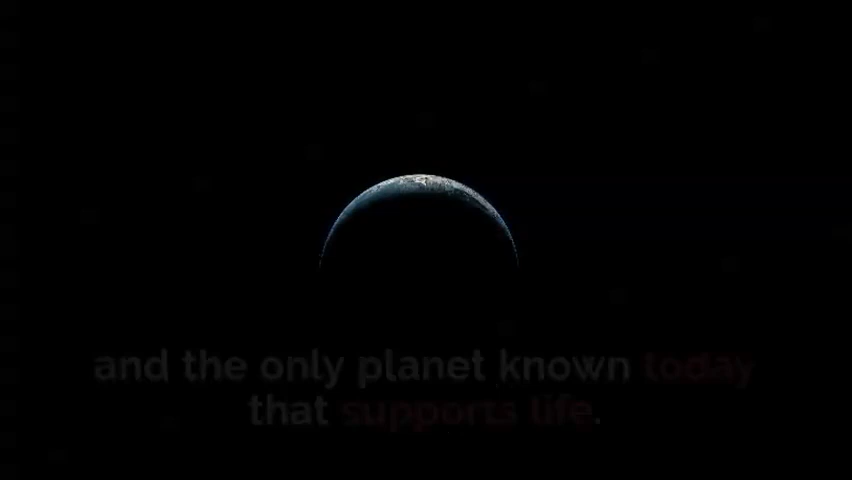 and the only planet known today
that supports life.